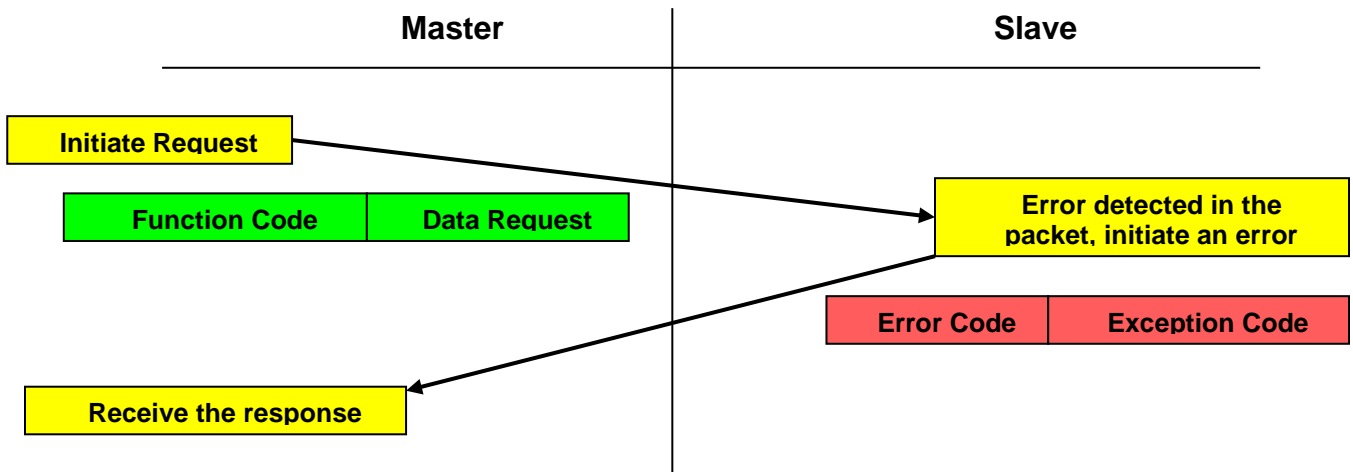 Master
Slave
Initiate Request
Function Code
Data Request
Error detected in the
packet, initiate an error
Error Code
Exception Code
Receive the response